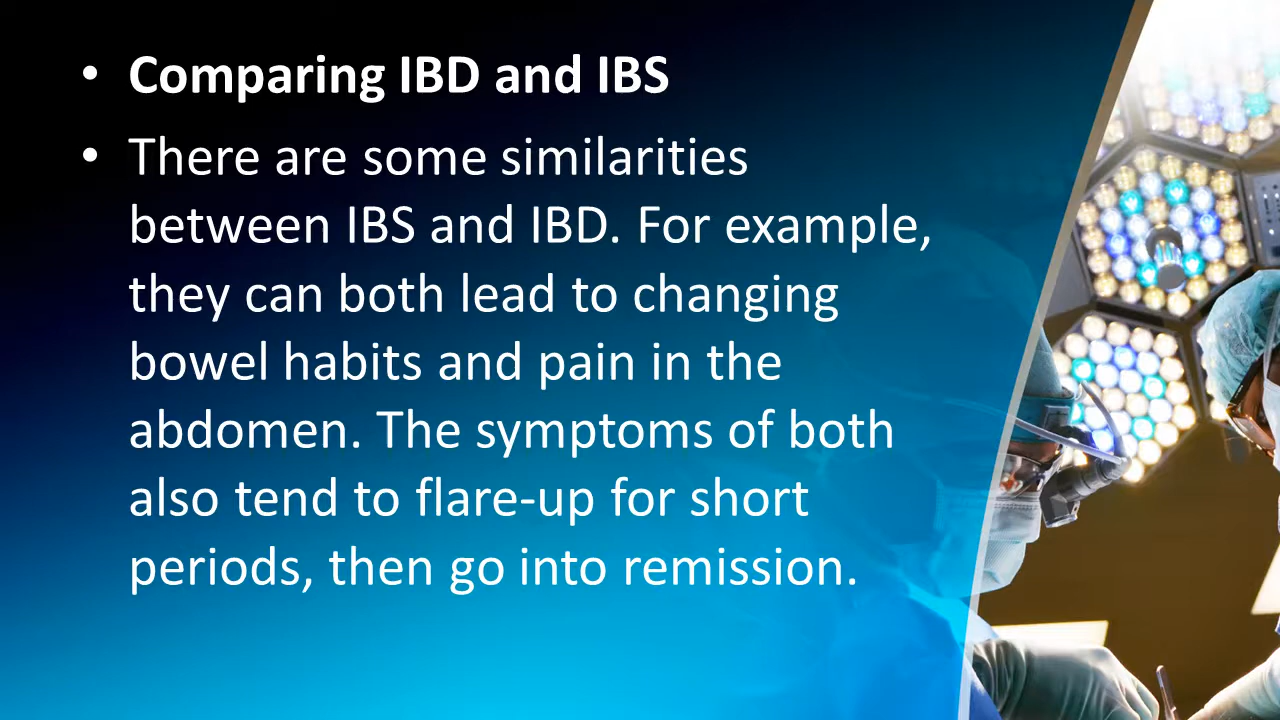 • Comparing IBD and IBS
• There are some similarities
between IBS and IBD. For example,
they can both lead to changing
bowel habits and pain in the
abdomen. The symptoms of both
also tend to flare-up for short
periods, then go into remission.